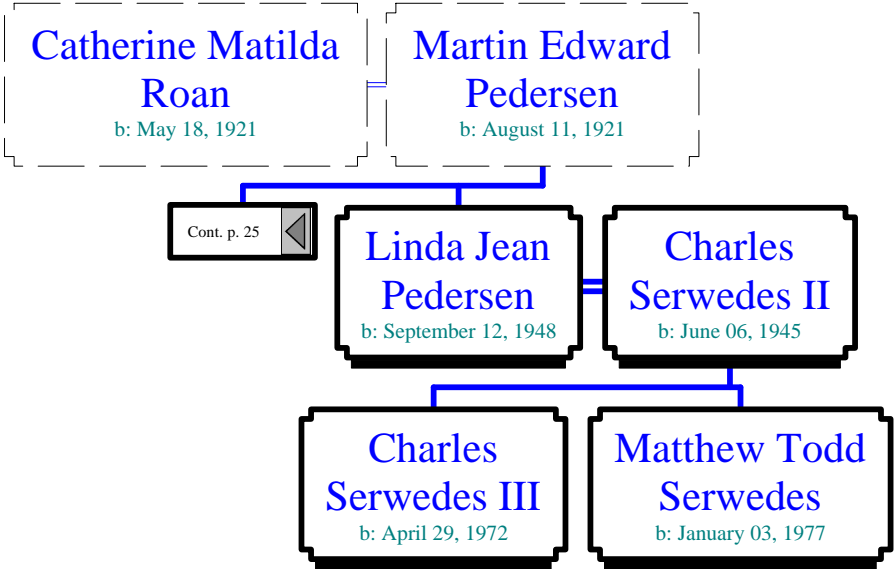 Catherine Matilda
Roan
b: May 18, 1921
Martin Edward
Pedersen
b: August 11, 1921
Cont. p. 25
Linda Jean
Pedersen
b: September 12, 1948
Charles
Serwedes II
b: June 06, 1945
Charles
Serwedes III
b: April 29, 1972
Matthew Todd
Serwedes
b: January 03, 1977